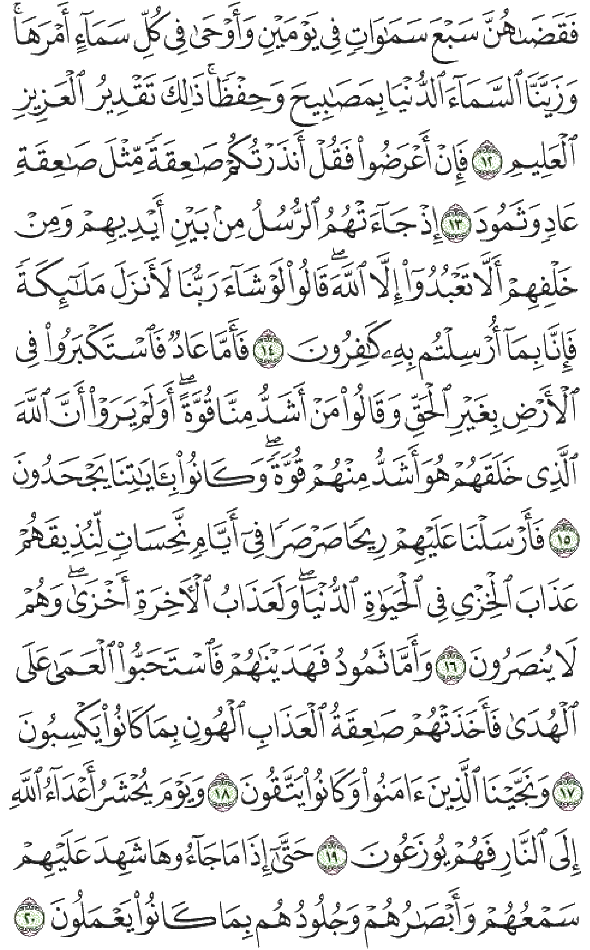 فَقَضَىٰهُنَّ سَبْعَ سَمَٰوَاتٍ فِي يَوْمَيْنِ وَأَوْحَىٰ فِي كُلِّ سَمَآءٍ أَمْرَهَاۚ
وَزَيَّنَّا ٱلسَّمَآءَ ٱلدُّنْيَا بِمَصَٰبِيحَ وَحِفْظٗاۚ ذَٰلِكَ تَقْدِيرُ ٱلْعَزِيزِ
ٱلْعَلِيمِ ١٢ فَإِنْ أَعْرَضُوا۟ فَقُلْ أَنذَرْتُكُمْ صَٰعِقَةٗ مِّثْلَ صَٰعِقَةِ
عَادٖ وَثَمُودَ ١٣ إِذْ جَآءَتْهُمُ ٱلرُّسُلُ مِنۢ بَيْنِ أَيْدِيهِمْ وَمِنْ
خَلْفِهِمْ أَلَّا تَعْبُدُوٓا۟ إِلَّا ٱللَّهَۖ قَالُوا۟ لَوْ شَآءَ رَبُّنَا لَأَنزَلَ مَلَٰٓئِكَةٗ
فَإِنَّا بِمَآ أُرْسِلْتُم بِهِۦ كَٰفِرُونَ ١٤ فَأَمَّا عَادٞ فَٱسْتَكْبَرُوا۟ فِي
ٱلْأَرْضِ بِغَيْرِ ٱلْحَقِّ وَقَالُوا۟ مَنْ أَشَدُّ مِنَّا قُوَّةًۖ أَوَلَمْ يَرَوْا۟ أَنَّ ٱللَّهَ
ٱلَّذِي خَلَقَهُمْ هُوَ أَشَدُّ مِنْهُمْ قُوَّةٗۖ وَكَانُوا۟ بِـَٔايَٰتِنَا يَجْحَدُونَ
١٥ فَأَرْسَلْنَا عَلَيْهِمْ رِيحٗا صَرْصَرٗا فِيٓ أَيَّامٖ نَّحِسَاتٖ لِّنُذِيقَهُمْ
عَذَابَ ٱلْخِزْيِ فِي ٱلْحَيَوٰةِ ٱلدُّنْيَاۖ وَلَعَذَابُ ٱلْأٓخِرَةِ أَخْزَىٰۖ وَهُمْ
لَا يُنصَرُونَ ١٦ وَأَمَّا ثَمُودُ فَهَدَيْنَٰهُمْ فَٱسْتَحَبُّوا۟ ٱلْعَمَىٰ عَلَى
ٱلْهُدَىٰ فَأَخَذَتْهُمْ صَٰعِقَةُ ٱلْعَذَابِ ٱلْهُونِ بِمَا كَانُوا۟ يَكْسِبُونَ
١٧ وَنَجَّيْنَا ٱلَّذِينَ ءَامَنُوا۟ وَكَانُوا۟ يَتَّقُونَ ١٨ وَيَوْمَ يُحْشَرُ أَعْدَآءُ ٱللَّهِ
إِلَى ٱلنَّارِ فَهُمْ يُوزَعُونَ ١٩ حَتَّىٰٓ إِذَا مَا جَآءُوهَا شَهِدَ عَلَيْهِمْ
سَمْعُهُمْ وَأَبْصَٰرُهُمْ وَجُلُودُهُم بِمَا كَانُوا۟ يَعْمَلُونَ ٢٠